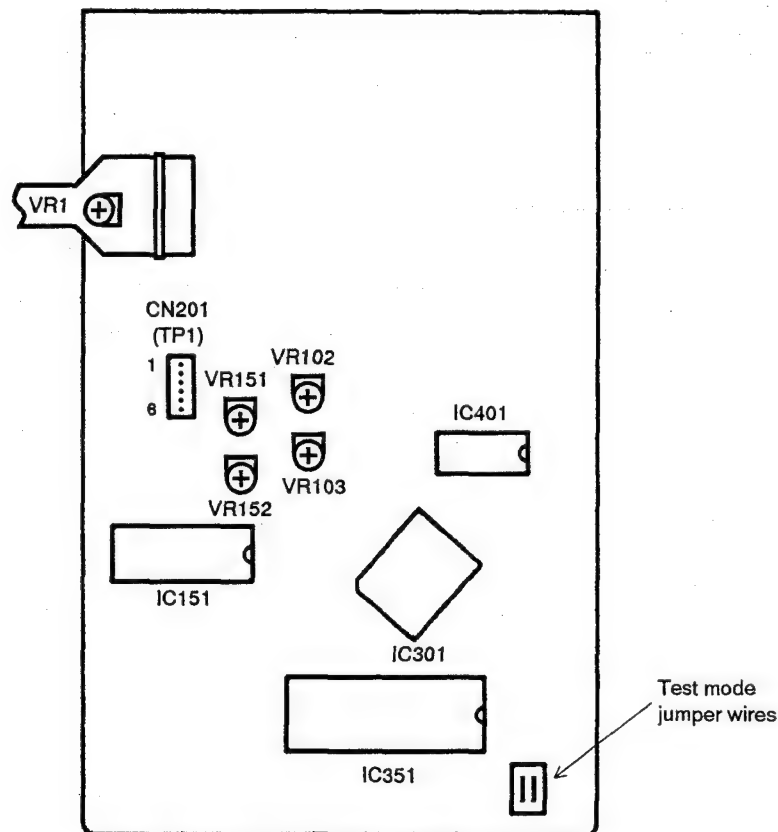 VR1
CN201
(TP1)
1
6
VR151
VR102
VR152
VR103
IC401
IC151
IC301
IC351
Test mode
jumper wires